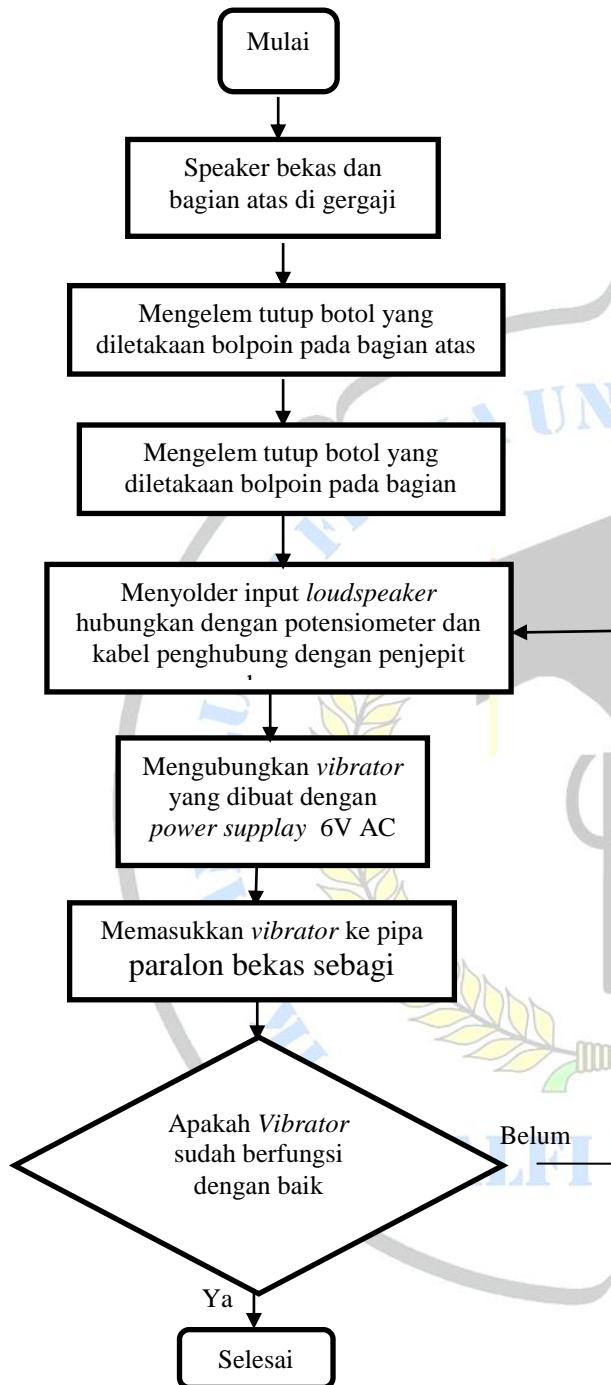 Mulai
Speaker bekas dan
bagian atas di gergaji
Mengelem tutup botol yang
diletakaan bolpoin pada bagian atas
Mengelem tutup botol yang
diletakaan bolpoin pada bagian
Menyolder input loudspeaker
hubungkan dengan potensiometer dan
kabel penghubung dengan penjepit
Mengubungkan vibrator
yang dibuat dengan
power supplay 6V AC
Memasukkan vibrator ke pipa
paralon bekas sebagi
Apakah Vibrator
sudah berfungsi
dengan baik
Belum
Ya
Selesai